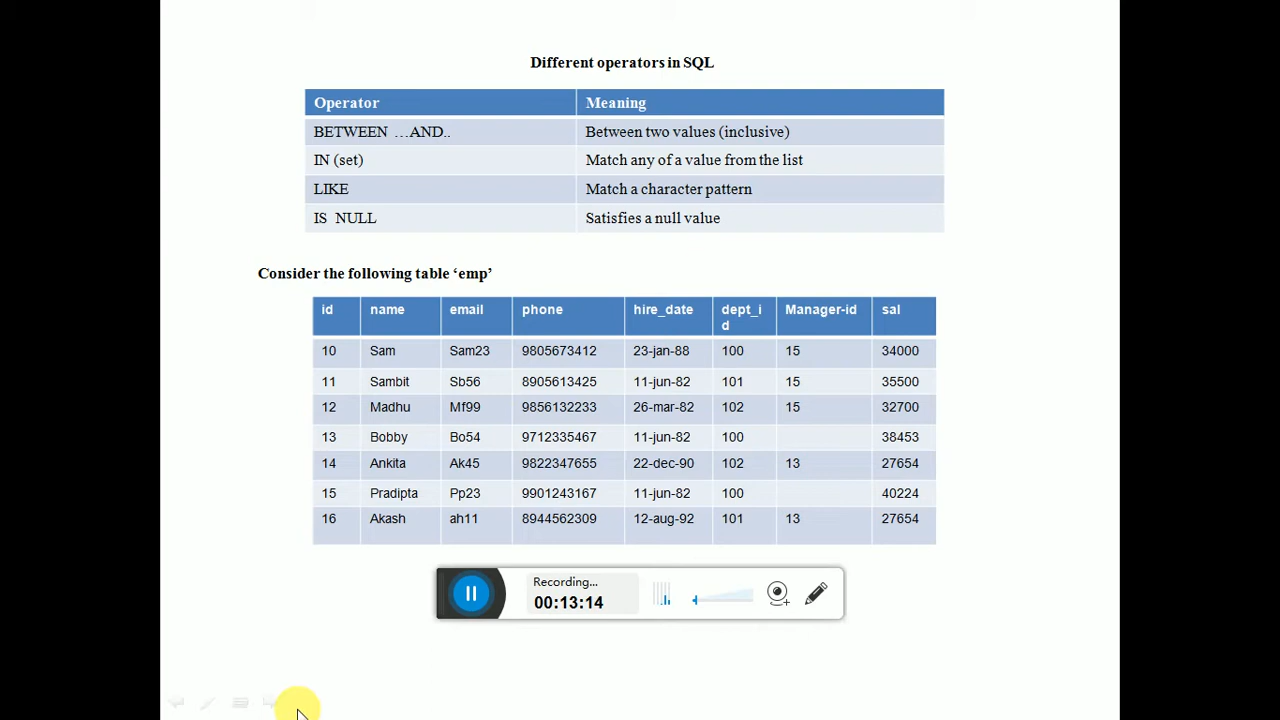 Different operators in SQL
Operator Meaning
BETWEEN …AND.. Between two values (inclusive)
IN (set) Match any of a value from the list
LIKE Match a character pattern
IS NULL Satisfies a null value
Consider the following table ‘emp’
id name email phone hire_date dept_i Manager-id sal
d
10 Sam Sam23 9805673412 23-jan-88 100 15 34000
11 Sambit Sb56 8905613425 11-jun-82 101 15 35500
12 Madhu Mf99 9856132233 26-mar-82 102 15 32700
13 Bobby Bo54 9712335467 11-jun-82 100 38453
14 Ankita Ak45 9822347655 22-dec-90 102 13 27654
15 Pradipta Pp23 9901243167 11-jun-82 100 40224
16 Akash ah11 8944562309 12-aug-92 101 13 27654
Recording...
00:13:14